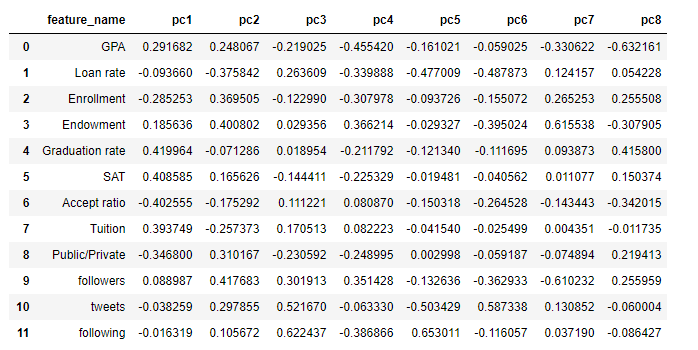 feature_name pc1 pc2 pc3 pc4 pc5 pc6 pc7 pc8
0 GPA 0.291682 0.248067 -0.219025 -0.455420 -0.161021 -0.059025 -0.330622 -0.632161
1 Loan rate -0.093660 -0.375842 0.263609 -0.339888 -0.477009 -0.487873 0.124157 0.054228
2 Enrollment -0.285253 0.369505 -0.122990 -0.307978 -0.093726 -0.155072 0.265253 0.255508
3 Endowment 0.185636 0.400802 0.029356 0.366214 -0.029327 -0.395024 0.615538 -0.307905
4 Graduation rate 0.419964 -0.071286 0.018954 -0.211792 -0.121340 -0.111695 0.093873 0.415800
5 SAT 0.408585 0.165626 -0.144411 -0.225329 -0.019481 -0.040562 0.011077 0.150374
6 Accept ratio -0.402555 -0.175292 0.111221 0.080870 -0.150318 -0.264528 -0.143443 -0.342015
7 Tuition 0.393749 -0.257373 0.170513 0.082223 -0.041540 -0.025499 0.004351 -0.011735
8 Public/Private -0.346800 0.310167 -0.230592 -0.248995 0.002998 -0.059187 -0.074894 0.219413
9 followers 0.088987 0.417683 0.301913 0.351428 -0.132636 -0.362933 -0.610232 0.255959
10 tweets -0.038259 0.297855 0.521670 -0.063330 -0.503429 0.587338 0.130852 -0.060004
11 following -0.016319 0.105672 0.622437 -0.386866 0.653011 -0.116057 0.037190 -0.086427